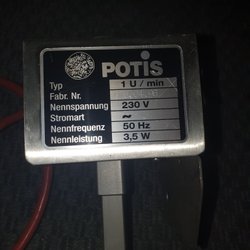 POTIS
Typ 1 U / min
Fabr. Nr.
Nennspannung 230 V
Stromart ~
Nennfrequenz 50 Hz
Nennleistung 3,5 W